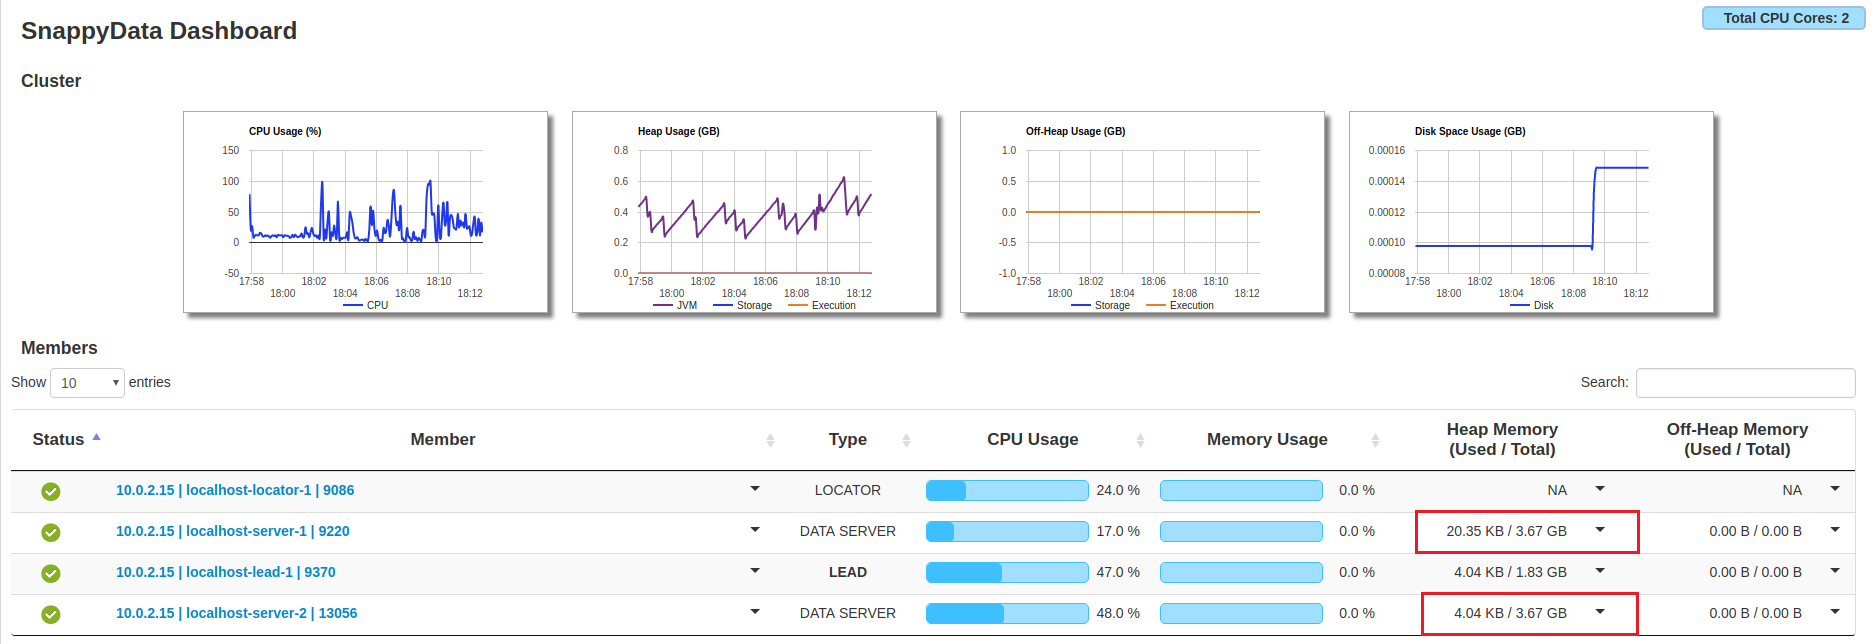 SnappyData Dashboard
Total CPU Cores: 2
Cluster
CPU Usage (%)
150
100
50
0
-50
17:58
18:02
18:06
18:10
18:00
18:04
18:08
18:12
CPU
Heap Usage (GB)
0.8
0.6
0.4
0.2
0.0
17:58
18:02
18:06
18:10
18:00
18:04
18:08
18:12
JVM Storage Execution
Off-Heap Usage (GB)
1.0
0.5
0.0
-0.5
-1.0
17:58
18:02
18:06
18:10
18:00
18:04
18:08
18:12
Storage Execution
Disk Space Usage (GB)
0.00016
0.00014
0.00012
0.00010
0.00008
17:58
18:02
18:06
18:10
18:00
18:04
18:08
18:12
Disk
Members
Show 10 entries
Search:
Status Member Type CPU Usage Memory Usage Heap Memory (Used / Total) Off-Heap Memory (Used / Total)
10.0.2.15 | localhost-locator-1 | 9086 LOCATOR 24.0 % 0.0 % NA NA
10.0.2.15 | localhost-server-1 | 9220 DATA SERVER 17.0 % 0.0 % 20.35 KB / 3.67 GB 0.00 B / 0.00 B
10.0.2.15 | localhost-lead-1 | 9370 LEAD 47.0 % 0.0 % 4.04 KB / 1.83 GB 0.00 B / 0.00 B
10.0.2.15 | localhost-server-2 | 13056 DATA SERVER 48.0 % 0.0 % 4.04 KB / 3.67 GB 0.00 B / 0.00 B